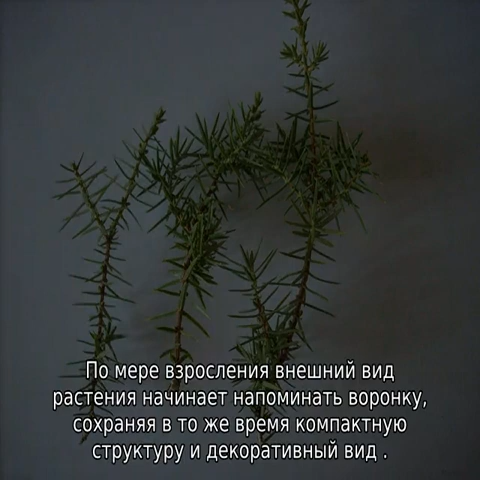 По мере взросления внешний вид
растения начинает напоминать воронку,
сохраняя в то же время компактную
структуру и декоративный вид .